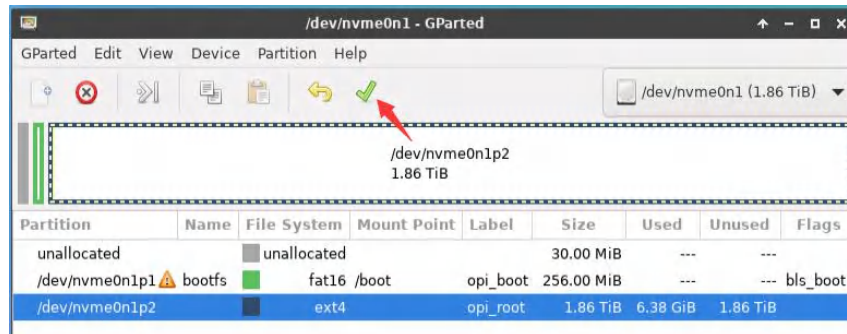 /dev/nvme0n1 - GParted
GParted Edit View Device Partition Help
/dev/nvme0n1 (1.86 TiB)
/dev/nvme0n1p2
1.86 TiB
Partition Name File System Mount Point Label Size Used Unused Flags
unallocated unallocated 30.00 MiB --- ---
/dev/nvme0n1p1 bootfs fat16 /boot opi_boot 256.00 MiB --- --- bls_boot
/dev/nvme0n1p2 ext4 opi_root 1.86 TiB 6.38 GiB 1.86 TiB